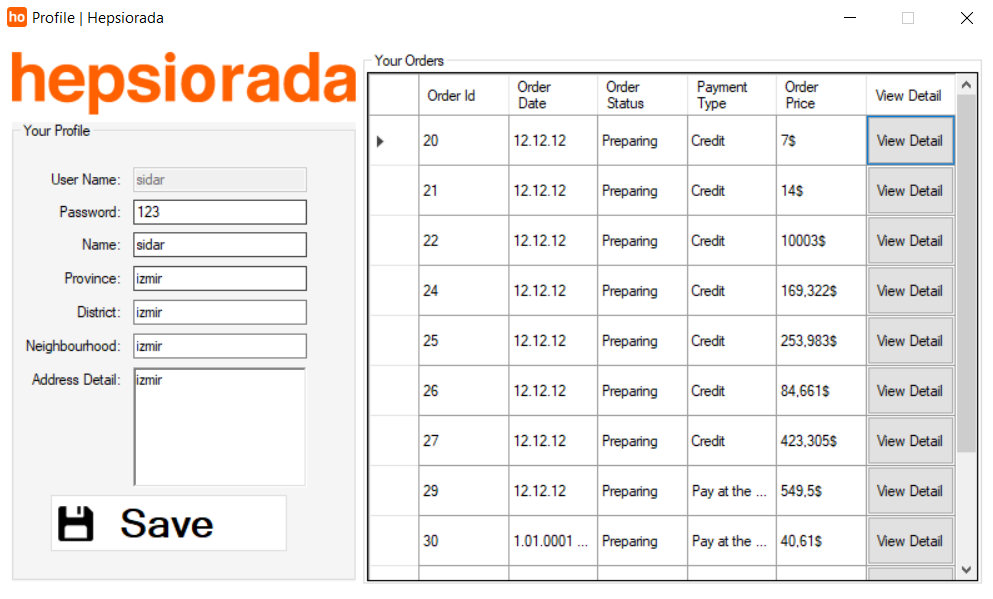 ho Profile | Hepsiorada
hepsiorada
Your Profile
User Name: sidar
Password: 123
Name: sidar
Province: izmir
District: izmir
Neighbourhood: izmir
Address Detail: izmir
Save
Your Orders
Order Id Order Date Order Status Payment Type Order Price View Detail
20 12.12.12 Preparing Credit 7$ View Detail
21 12.12.12 Preparing Credit 14$ View Detail
22 12.12.12 Preparing Credit 10003$ View Detail
24 12.12.12 Preparing Credit 169,322$ View Detail
25 12.12.12 Preparing Credit 253,983$ View Detail
26 12.12.12 Preparing Credit 84,661$ View Detail
27 12.12.12 Preparing Credit 423,305$ View Detail
29 12.12.12 Preparing Pay at the ... 549,5$ View Detail
30 1.01.0001 ... Preparing Pay at the ... 40,61$ View Detail